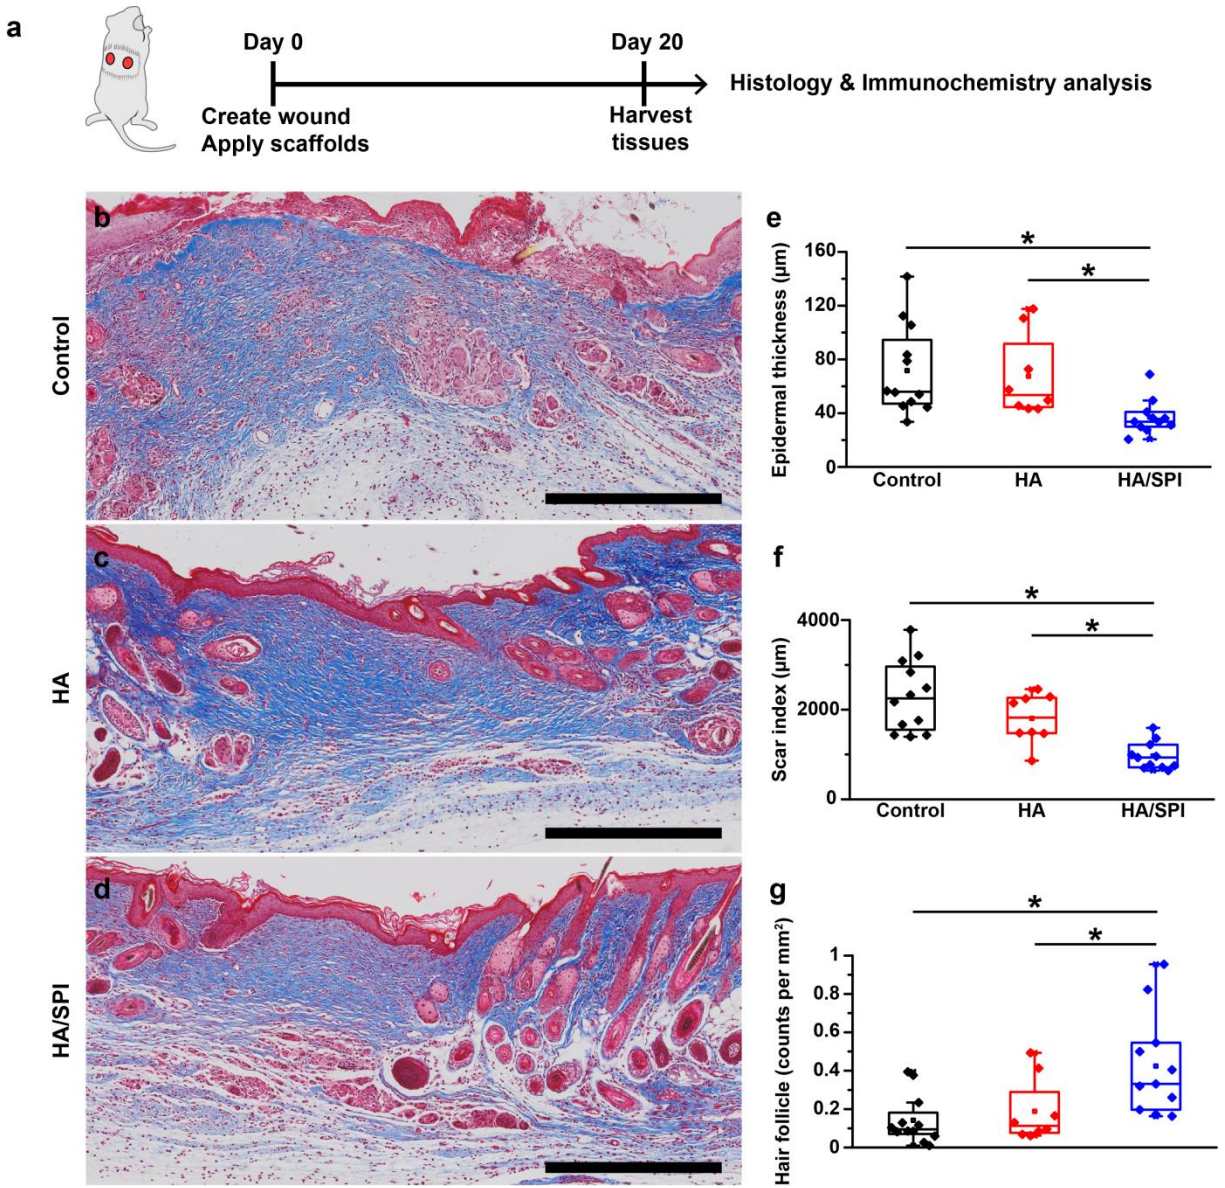 a
Day 0
Day 20
Histology & Immunochemistry analysis
Create wound
Apply scaffolds
Harvest
tissues
b
Control
c
HA
d
HA/SPI
e
*
*
Epidermal thickness (µm)
160
120
80
40
0
Control
HA
HA/SPI
f
*
*
Scar index (µm)
4000
2000
0
Control
HA
HA/SPI
g
*
*
Hair follicle (counts per mm²)
1
0.8
0.6
0.4
0.2
0